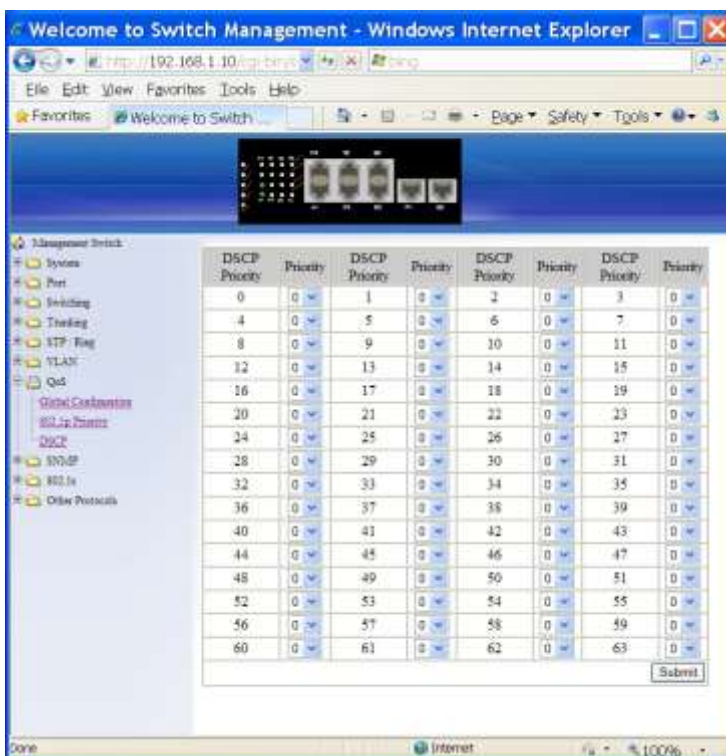 Welcome to Switch Management - Windows Internet Explorer
http://192.168.1.10/cgi-bin/
bing
File Edit View Favorites Tools Help
Favorites Welcome to Switch ... Page Safety Tools
Management Switch
System
Port
Switching
Trunking
STP / Ring
VLAN
QoS
Global Configuration
802.1p Priority
DSCP
SNMP
802.1x
Other Protocols
DSCP Priority Priority DSCP Priority Priority DSCP Priority Priority DSCP Priority Priority
0 0 1 0 2 0 3 0
4 0 5 0 6 0 7 0
8 0 9 0 10 0 11 0
12 0 13 0 14 0 15 0
16 0 17 0 18 0 19 0
20 0 21 0 22 0 23 0
24 0 25 0 26 0 27 0
28 0 29 0 30 0 31 0
32 0 33 0 34 0 35 0
36 0 37 0 38 0 39 0
40 0 41 0 42 0 43 0
44 0 45 0 46 0 47 0
48 0 49 0 50 0 51 0
52 0 53 0 54 0 55 0
56 0 57 0 58 0 59 0
60 0 61 0 62 0 63 0
Submit
Done Internet 100%